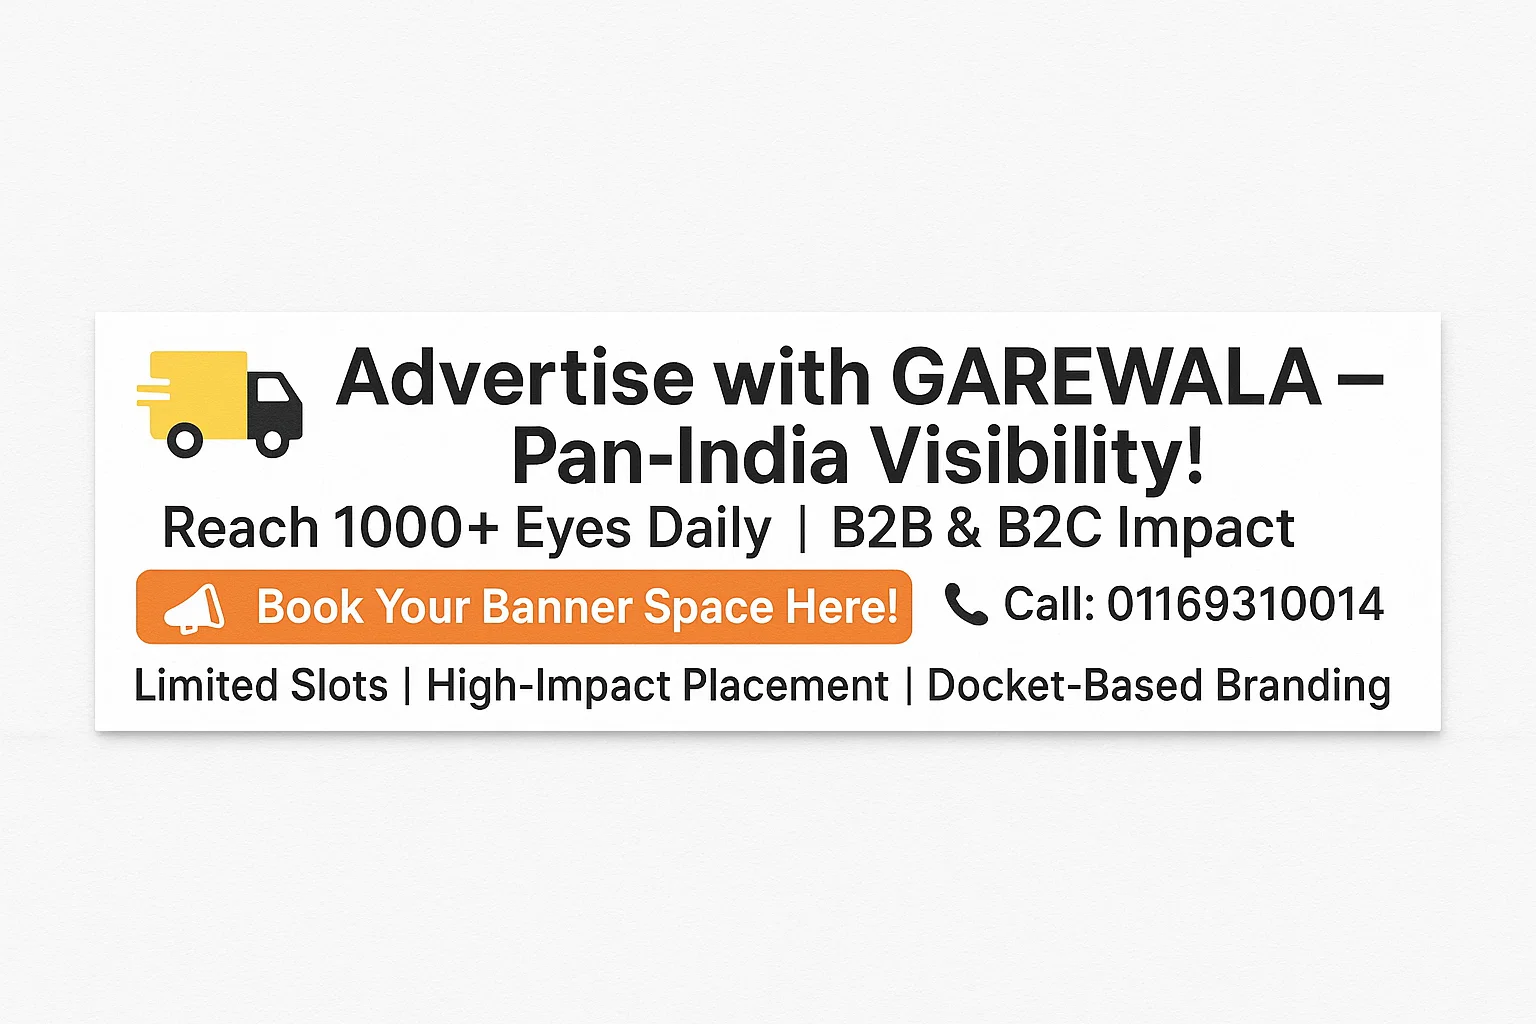 Advertise with GAREWALA –
Pan-India Visibility!
Reach 1000+ Eyes Daily | B2B & B2C Impact
Book Your Banner Space Here!
Call: 01169310014
Limited Slots | High-Impact Placement | Docket-Based Branding